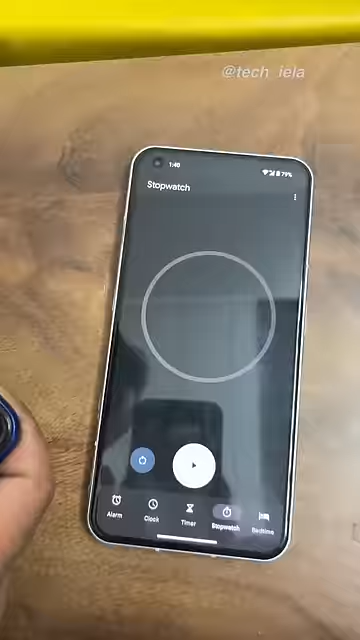 @tech_iela
1:40
79%
Stopwatch
Alarm
Clock
Timer
Stopwatch
Bedtime